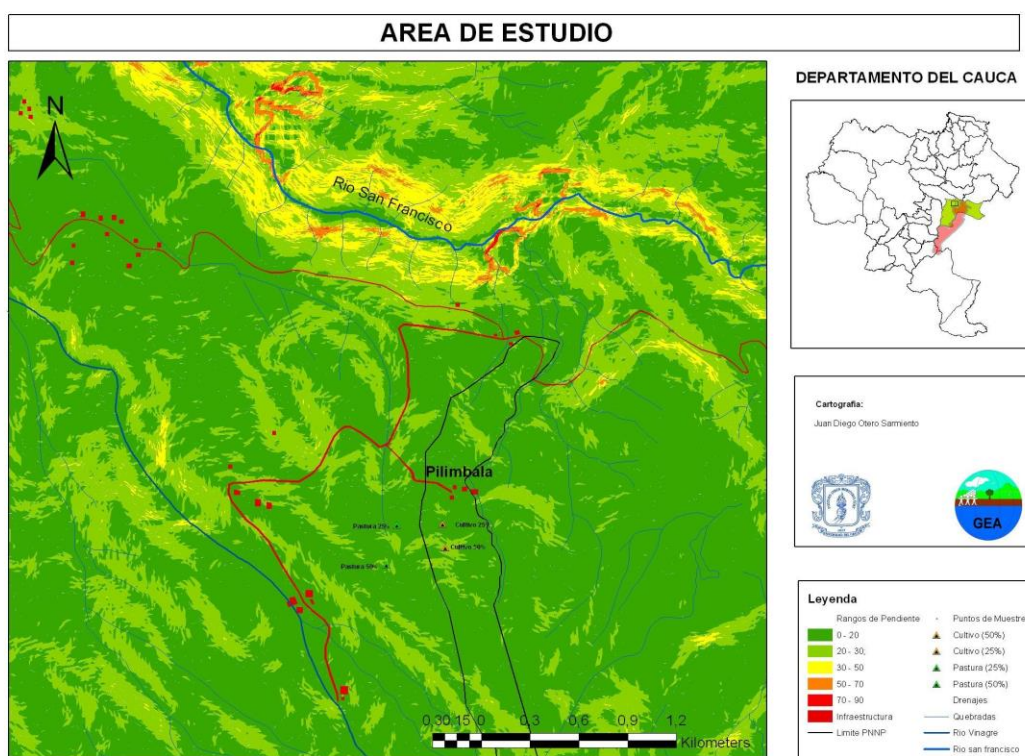 AREA DE ESTUDIO
N
Rio San Francisco
Pilimbala
Pastura 25%
Cultivo 25%
Cultivo 50%
Pastura 50%
0,30,15 0 0,3 0,6 0,9 1,2
Kilometers
DEPARTAMENTO DEL CAUCA
Cartografia:
Juan Diego Otero Sarmiento
GEA
Leyenda
Rangos de Pendiente
0 - 20
20 - 30;
30 - 50
50 - 70
70 - 90
Infraestructura
Limite PNNP
Puntos de Muestre
Cultivo (50%)
Cultivo (25%)
Pastura (25%)
Pastura (50%)
Drenajes
Quebradas
Rio Vinagre
Rio san francisco